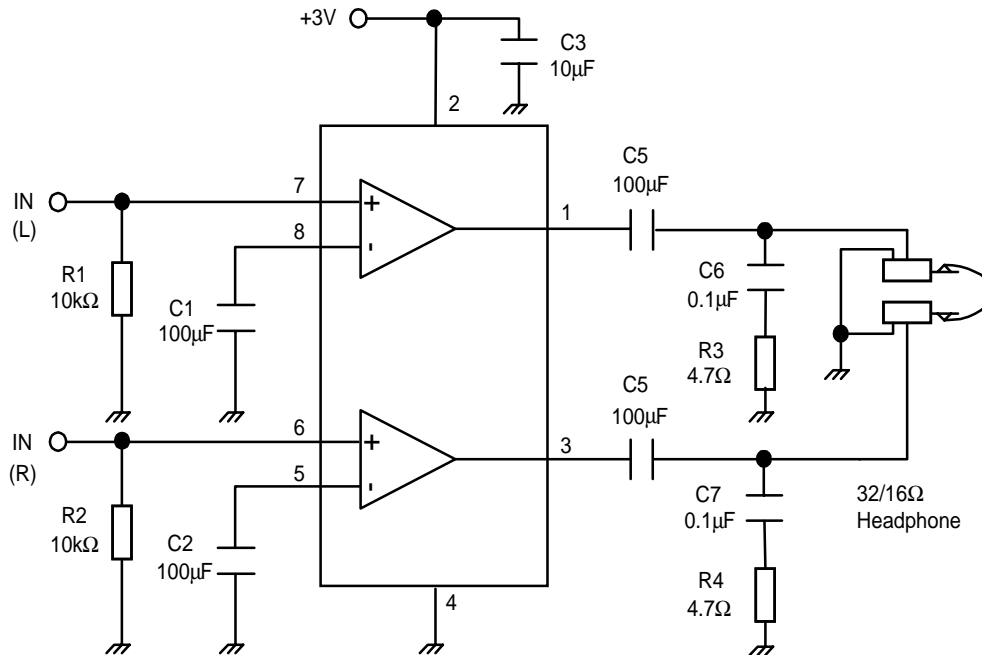 +3V
C3
10µF
2
C5
100µF
IN
(L)
7
+
1
8
-
R1
10kΩ
C1
100µF
C6
0.1µF
R3
4.7Ω
C5
100µF
IN
(R)
6
+
3
5
-
R2
10kΩ
C2
100µF
C7
0.1µF
32/16Ω
Headphone
4
R4
4.7Ω